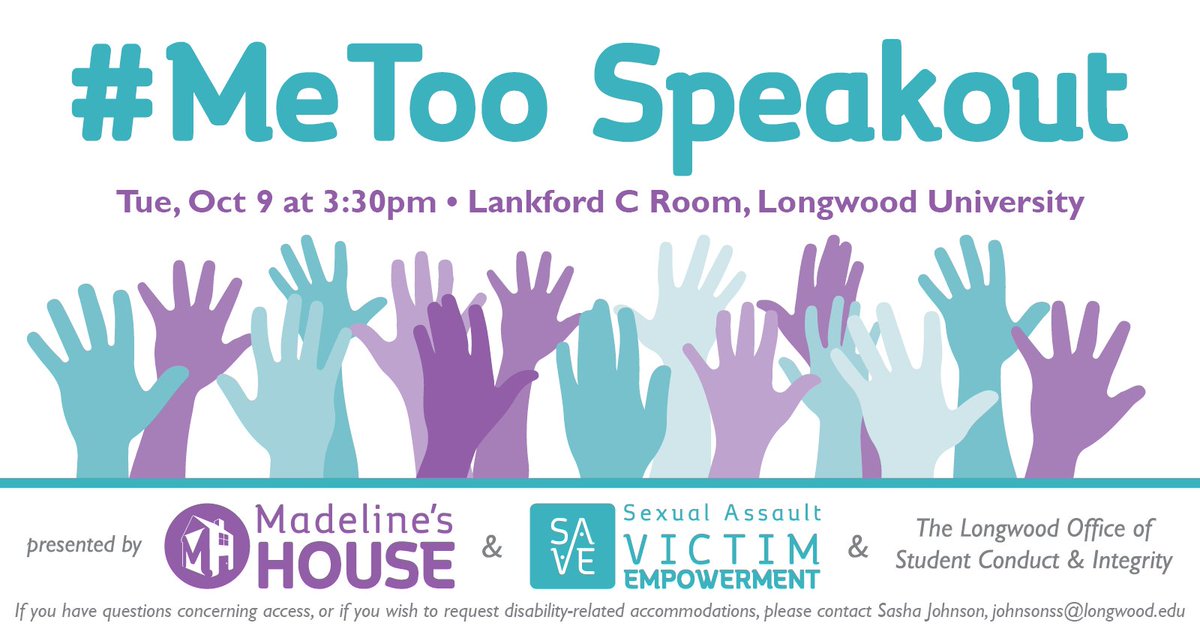 #MeToo Speakout
Tue, Oct 9 at 3:30pm • Lankford C Room, Longwood University
presented by
MH
Madeline's
HOUSE
&
SA
VE
Sexual Assault
VICTIM
EMPOWERMENT
&
The Longwood Office of
Student Conduct & Integrity
If you have questions concerning access, or if you wish to request disability-related accommodations, please contact Sasha Johnson, johnsonss@longwood.edu